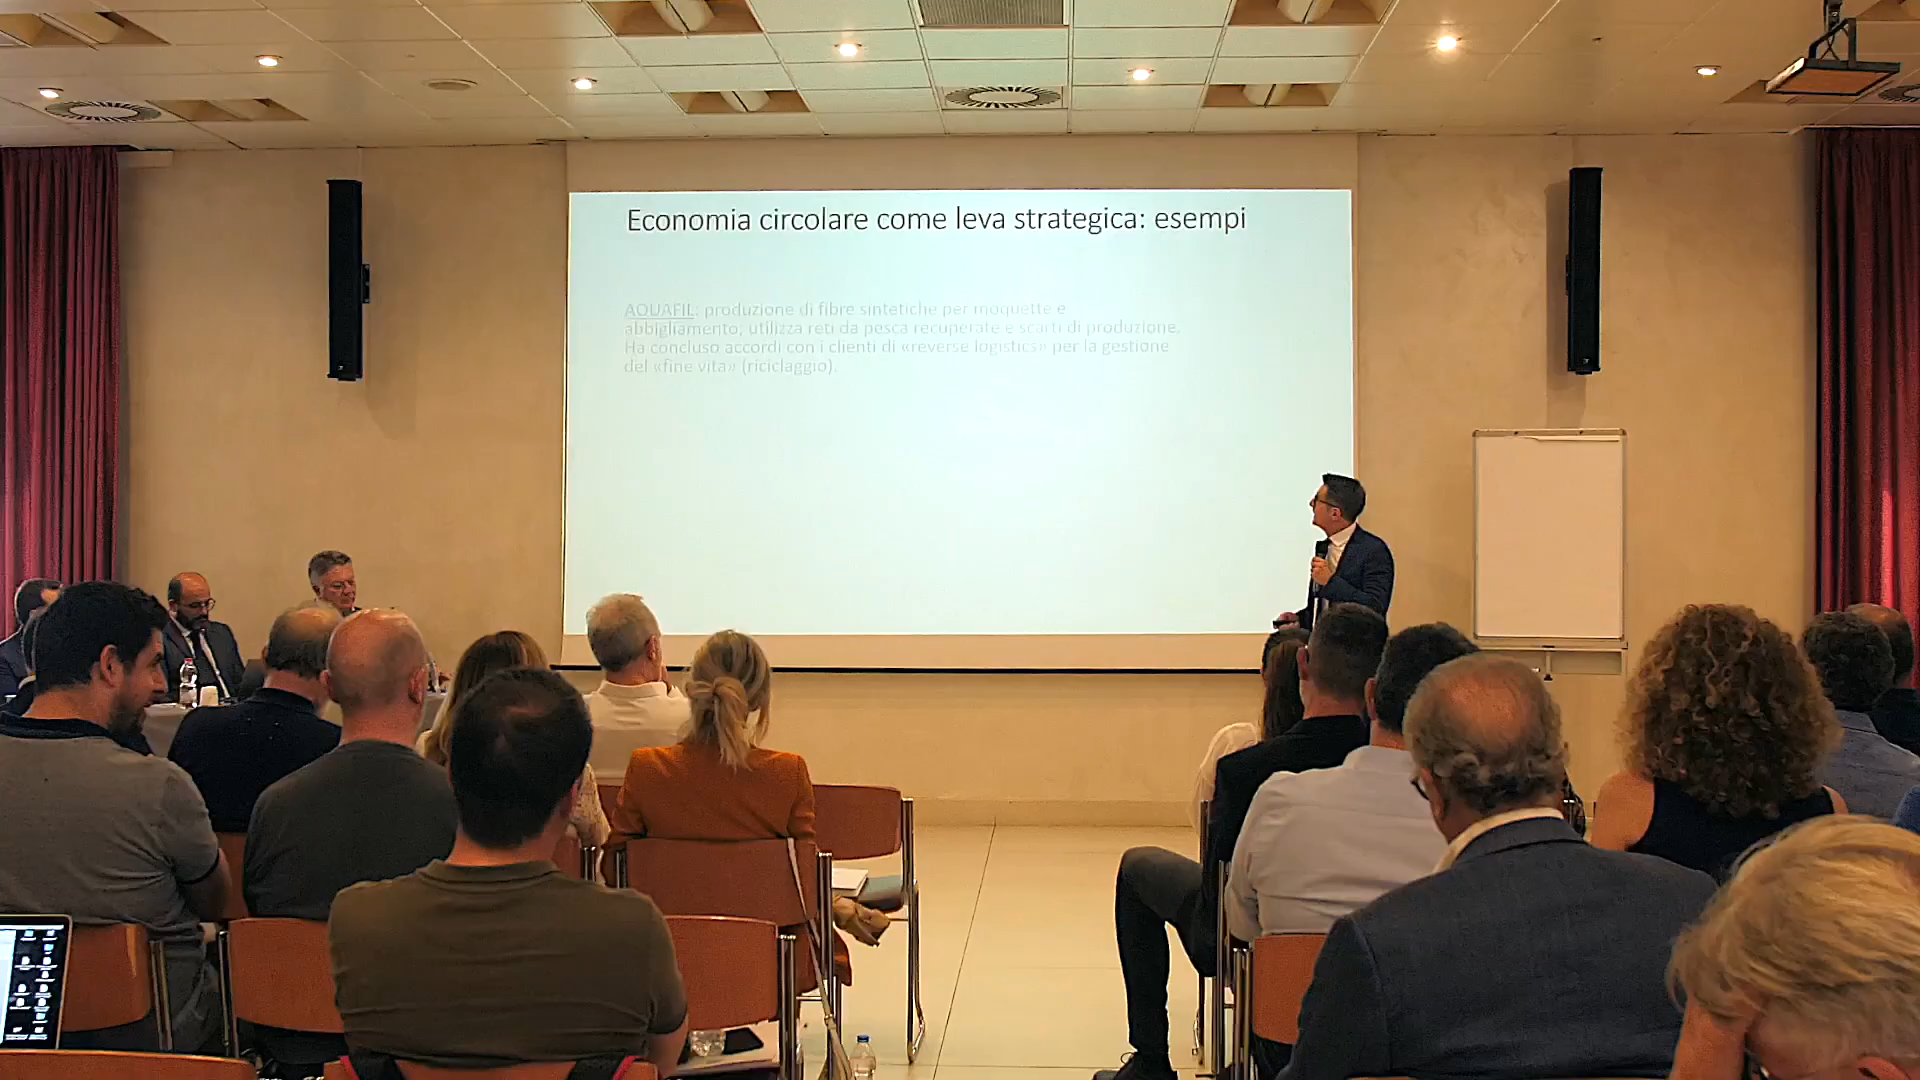 Economia circolare come leva strategica: esempi
AQUAFIL: produzione di fibre sintetiche per moquette e
abbigliamento; utilizza reti da pesca recuperate e scarti di produzione.
Ha concluso accordi con i clienti di «reverse logistics» per la gestione
del «fine vita» (riciclaggio).